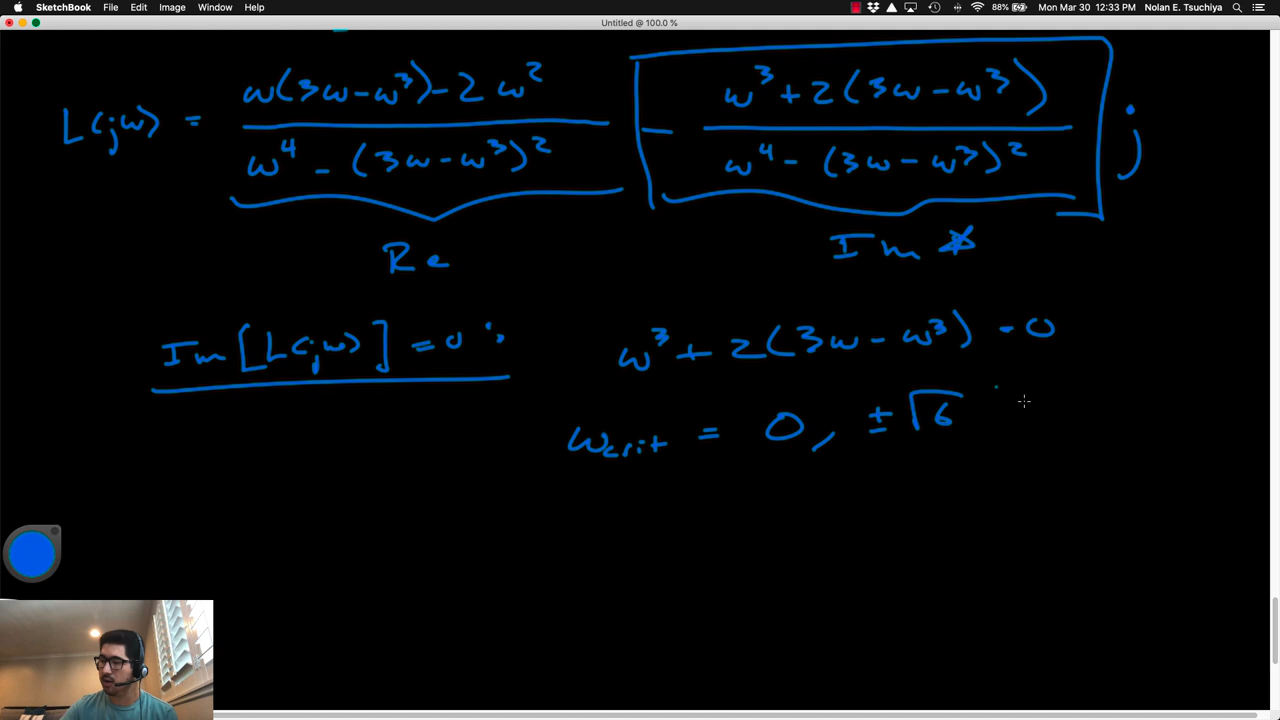 SketchBook File Edit Image Window Help 88% Mon Mar 30 12:33 PM Nolan E. Tsuchiya
Untitled @ 100.0 %
L(jω) = ω(3ω-ω³)-2ω² / ω⁴ - (3ω-ω³)² - ω³+2(3ω-ω³) / ω⁴ - (3ω-ω³)² j
Re Im *
Im[L(jω)] = 0 : ω³+2(3ω-ω³) = 0
ωcrit = 0, ±√6